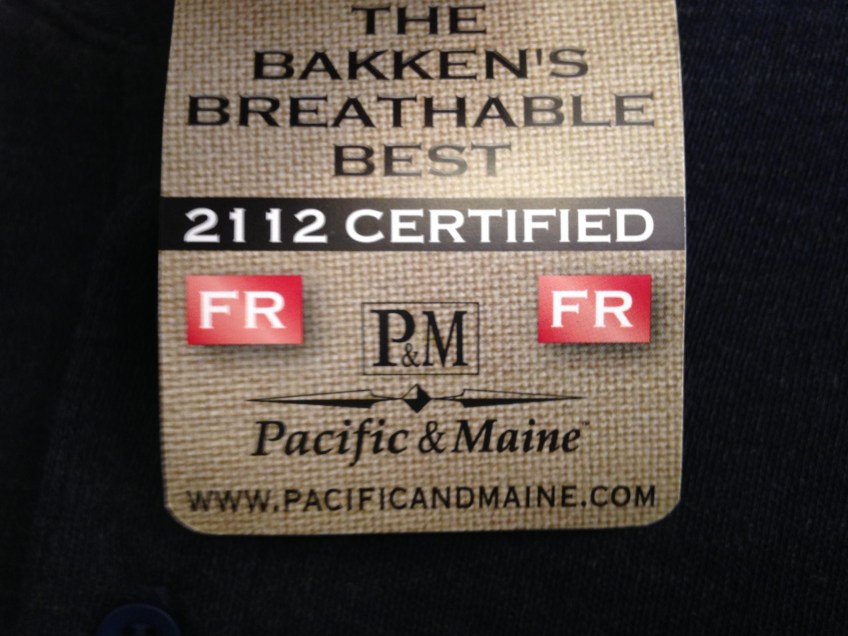 THE
BAKKEN'S
BREATHABLE
BEST
2112 CERTIFIED
FR
FR
P&M
Pacific & Maine
WWW.PACIFICANDMAINE.COM